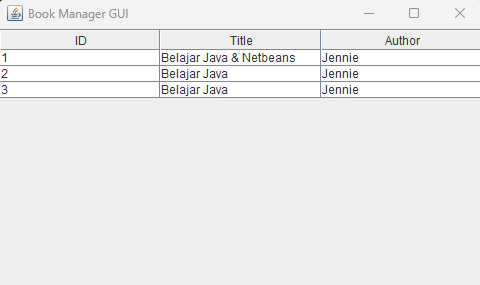 Book Manager GUI
ID Title Author
1 Belajar Java & Netbeans Jennie
2 Belajar Java Jennie
3 Belajar Java Jennie